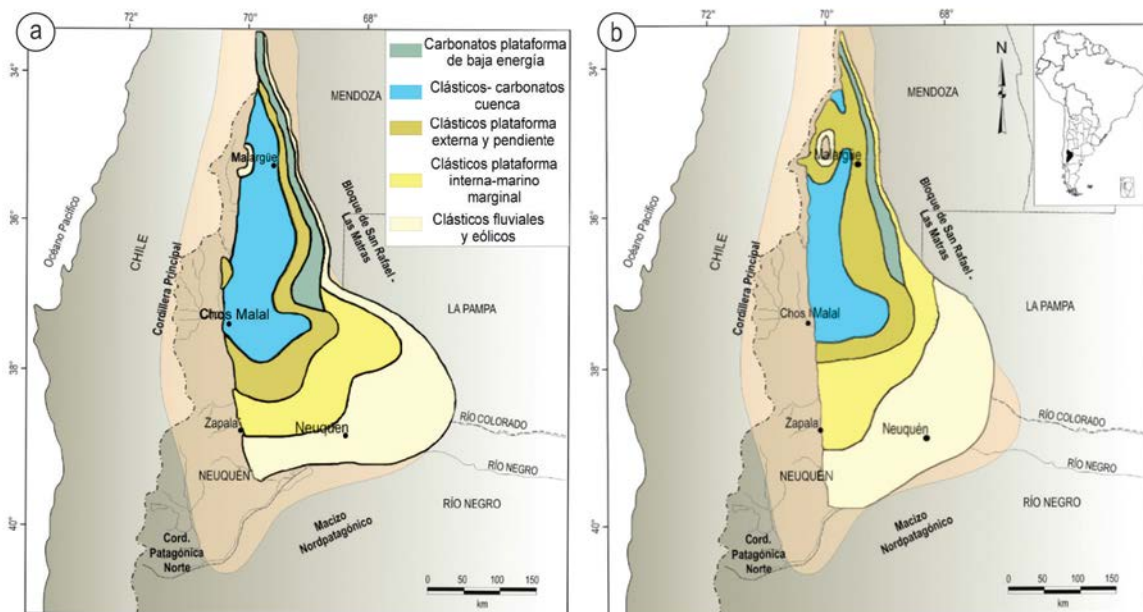 a
72°
70°
68°
34°
36°
38°
40°
Carbonatos plataforma
de baja energía
Clásticos- carbonatos
cuenca
Clásticos plataforma
externa y pendiente
Clásticos plataforma
interna-marino
marginal
Clásticos fluviales
y eólicos
MENDOZA
Malargüe
Océano Pacífico
CHILE
Cordillera Principal
Bloque de San Rafael -
Las Matras
Chos Malal
LA PAMPA
Zapala
Neuquén
RÍO COLORADO
NEUQUÉN
RÍO NEGRO
RÍO NEGRO
Macizo
Nordpatagónico
Cord.
Patagónica
Norte
0 50 100 150
km
b
72°
70°
68°
34°
36°
38°
40°
N
MENDOZA
Malargüe
Océano Pacífico
CHILE
Cordillera Principal
Bloque de San Rafael -
Las Matras
Chos Malal
LA PAMPA
Zapala
Neuquén
RÍO COLORADO
NEUQUÉN
RÍO NEGRO
RÍO NEGRO
Macizo
Nordpatagónico
Cord.
Patagónica
Norte
0 50 100 150
km